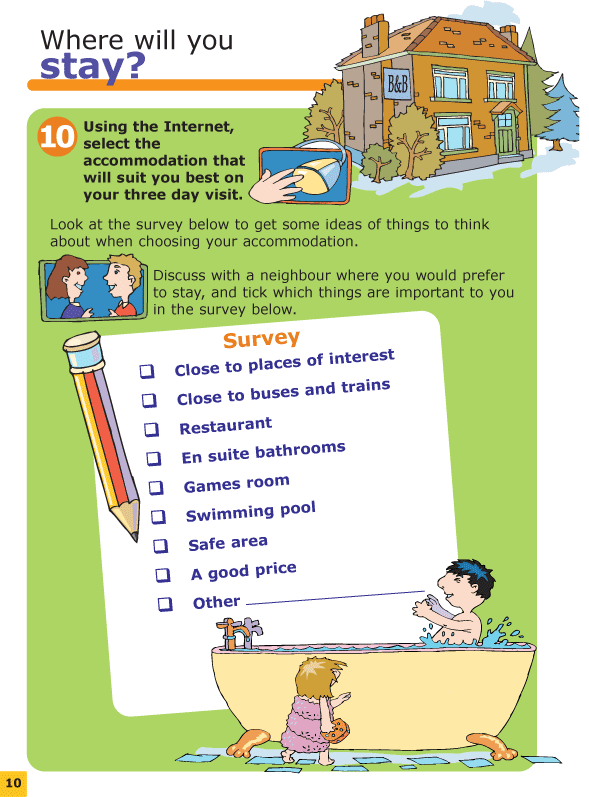 Where will you
stay?
B&B
10
Using the Internet,
select the
accommodation that
will suit you best on
your three day visit.
Look at the survey below to get some ideas of things to think
about when choosing your accommodation.
Discuss with a neighbour where you would prefer
to stay, and tick which things are important to you
in the survey below.
Survey
❑ Close to places of interest
❑ Close to buses and trains
❑ Restaurant
❑ En suite bathrooms
❑ Games room
❑ Swimming pool
❑ Safe area
❑ A good price
❑ Other
10